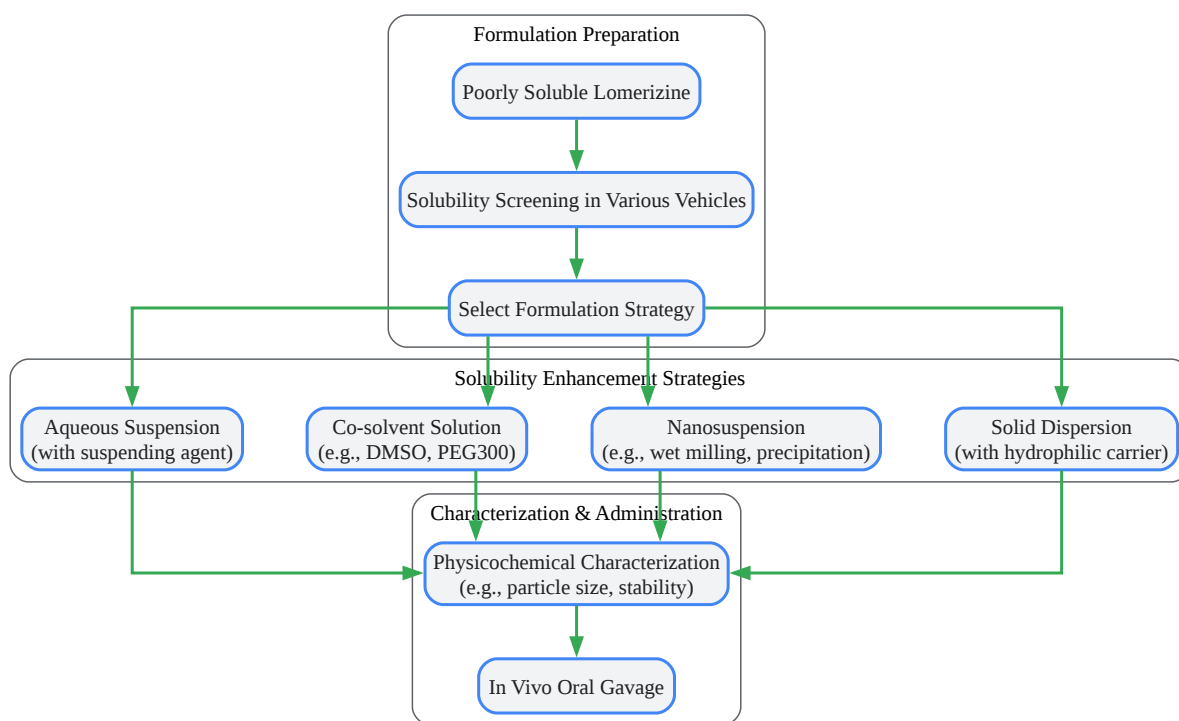 Formulation Preparation
Poorly Soluble Lomerizine
Solubility Screening in Various Vehicles
Select Formulation Strategy
Solubility Enhancement Strategies
Aqueous Suspension
(with suspending agent)
Co-solvent Solution
(e.g., DMSO, PEG300)
Nanosuspension
(e.g., wet milling, precipitation)
Solid Dispersion
(with hydrophilic carrier)
Characterization & Administration
Physicochemical Characterization
(e.g., particle size, stability)
In Vivo Oral Gavage